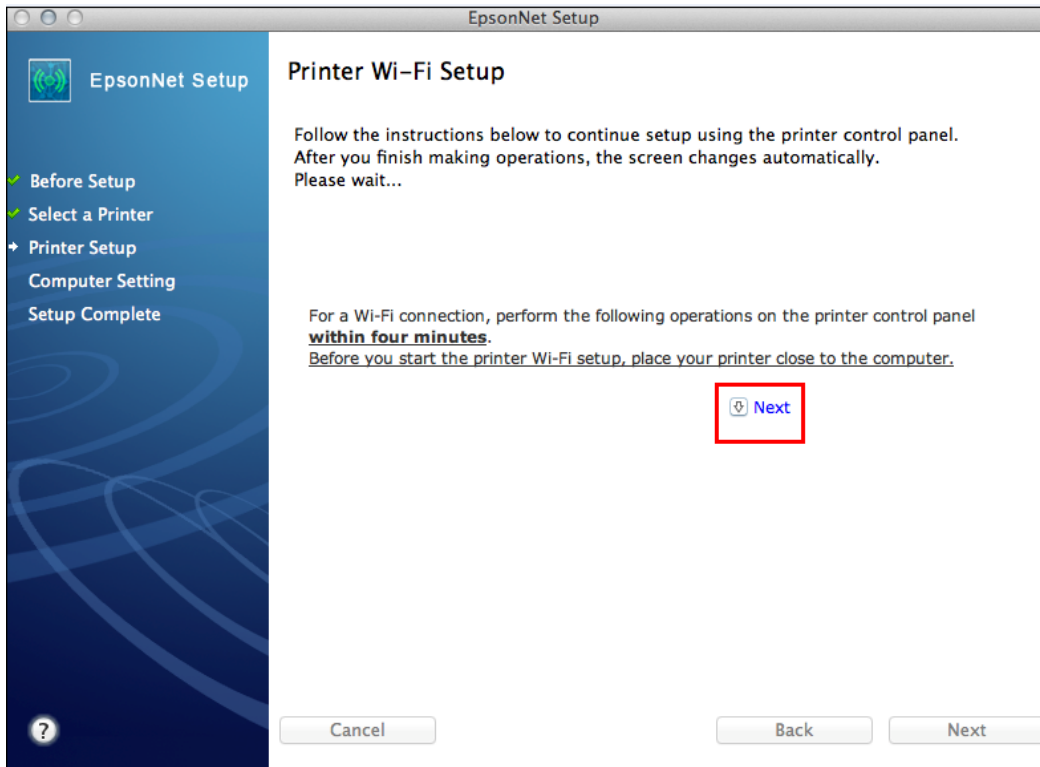 EpsonNet Setup
EpsonNet Setup
Before Setup
Select a Printer
Printer Setup
Computer Setting
Setup Complete
Printer Wi-Fi Setup
Follow the instructions below to continue setup using the printer control panel.
After you finish making operations, the screen changes automatically.
Please wait...
For a Wi-Fi connection, perform the following operations on the printer control panel
within four minutes.
Before you start the printer Wi-Fi setup, place your printer close to the computer.
Next
?
Cancel
Back
Next